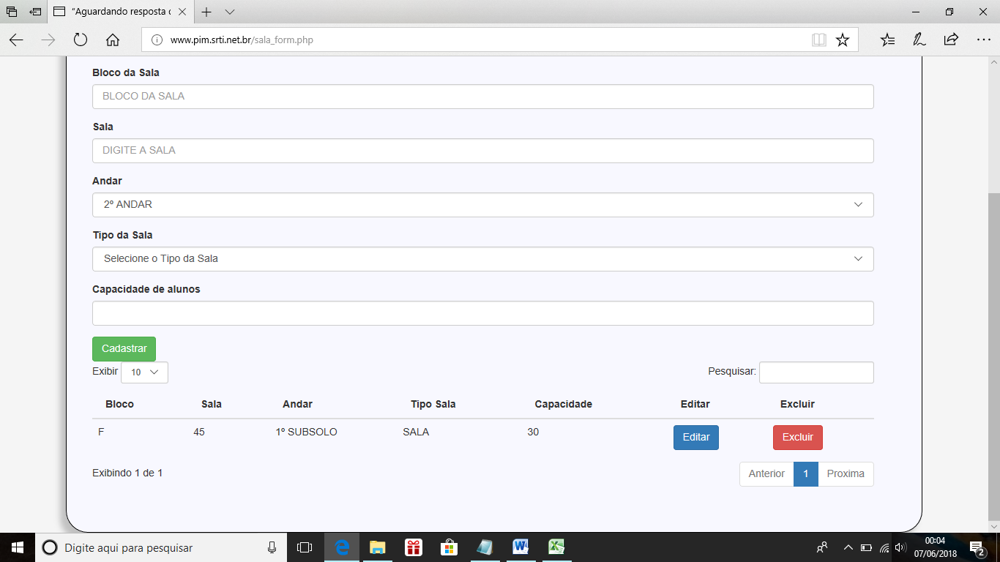 “Aguardando resposta c
www.pim.srti.net.br/sala_form.php
Bloco da Sala
BLOCO DA SALA
Sala
DIGITE A SALA
Andar
2º ANDAR
Tipo da Sala
Selecione o Tipo da Sala
Capacidade de alunos
Cadastrar
Exibir 10 Pesquisar:
Bloco Sala Andar Tipo Sala Capacidade Editar Excluir
F 45 1º SUBSOLO SALA 30 Editar Excluir
Exibindo 1 de 1 Anterior 1 Proxima
Digite aqui para pesquisar
00:04
07/06/2018
2